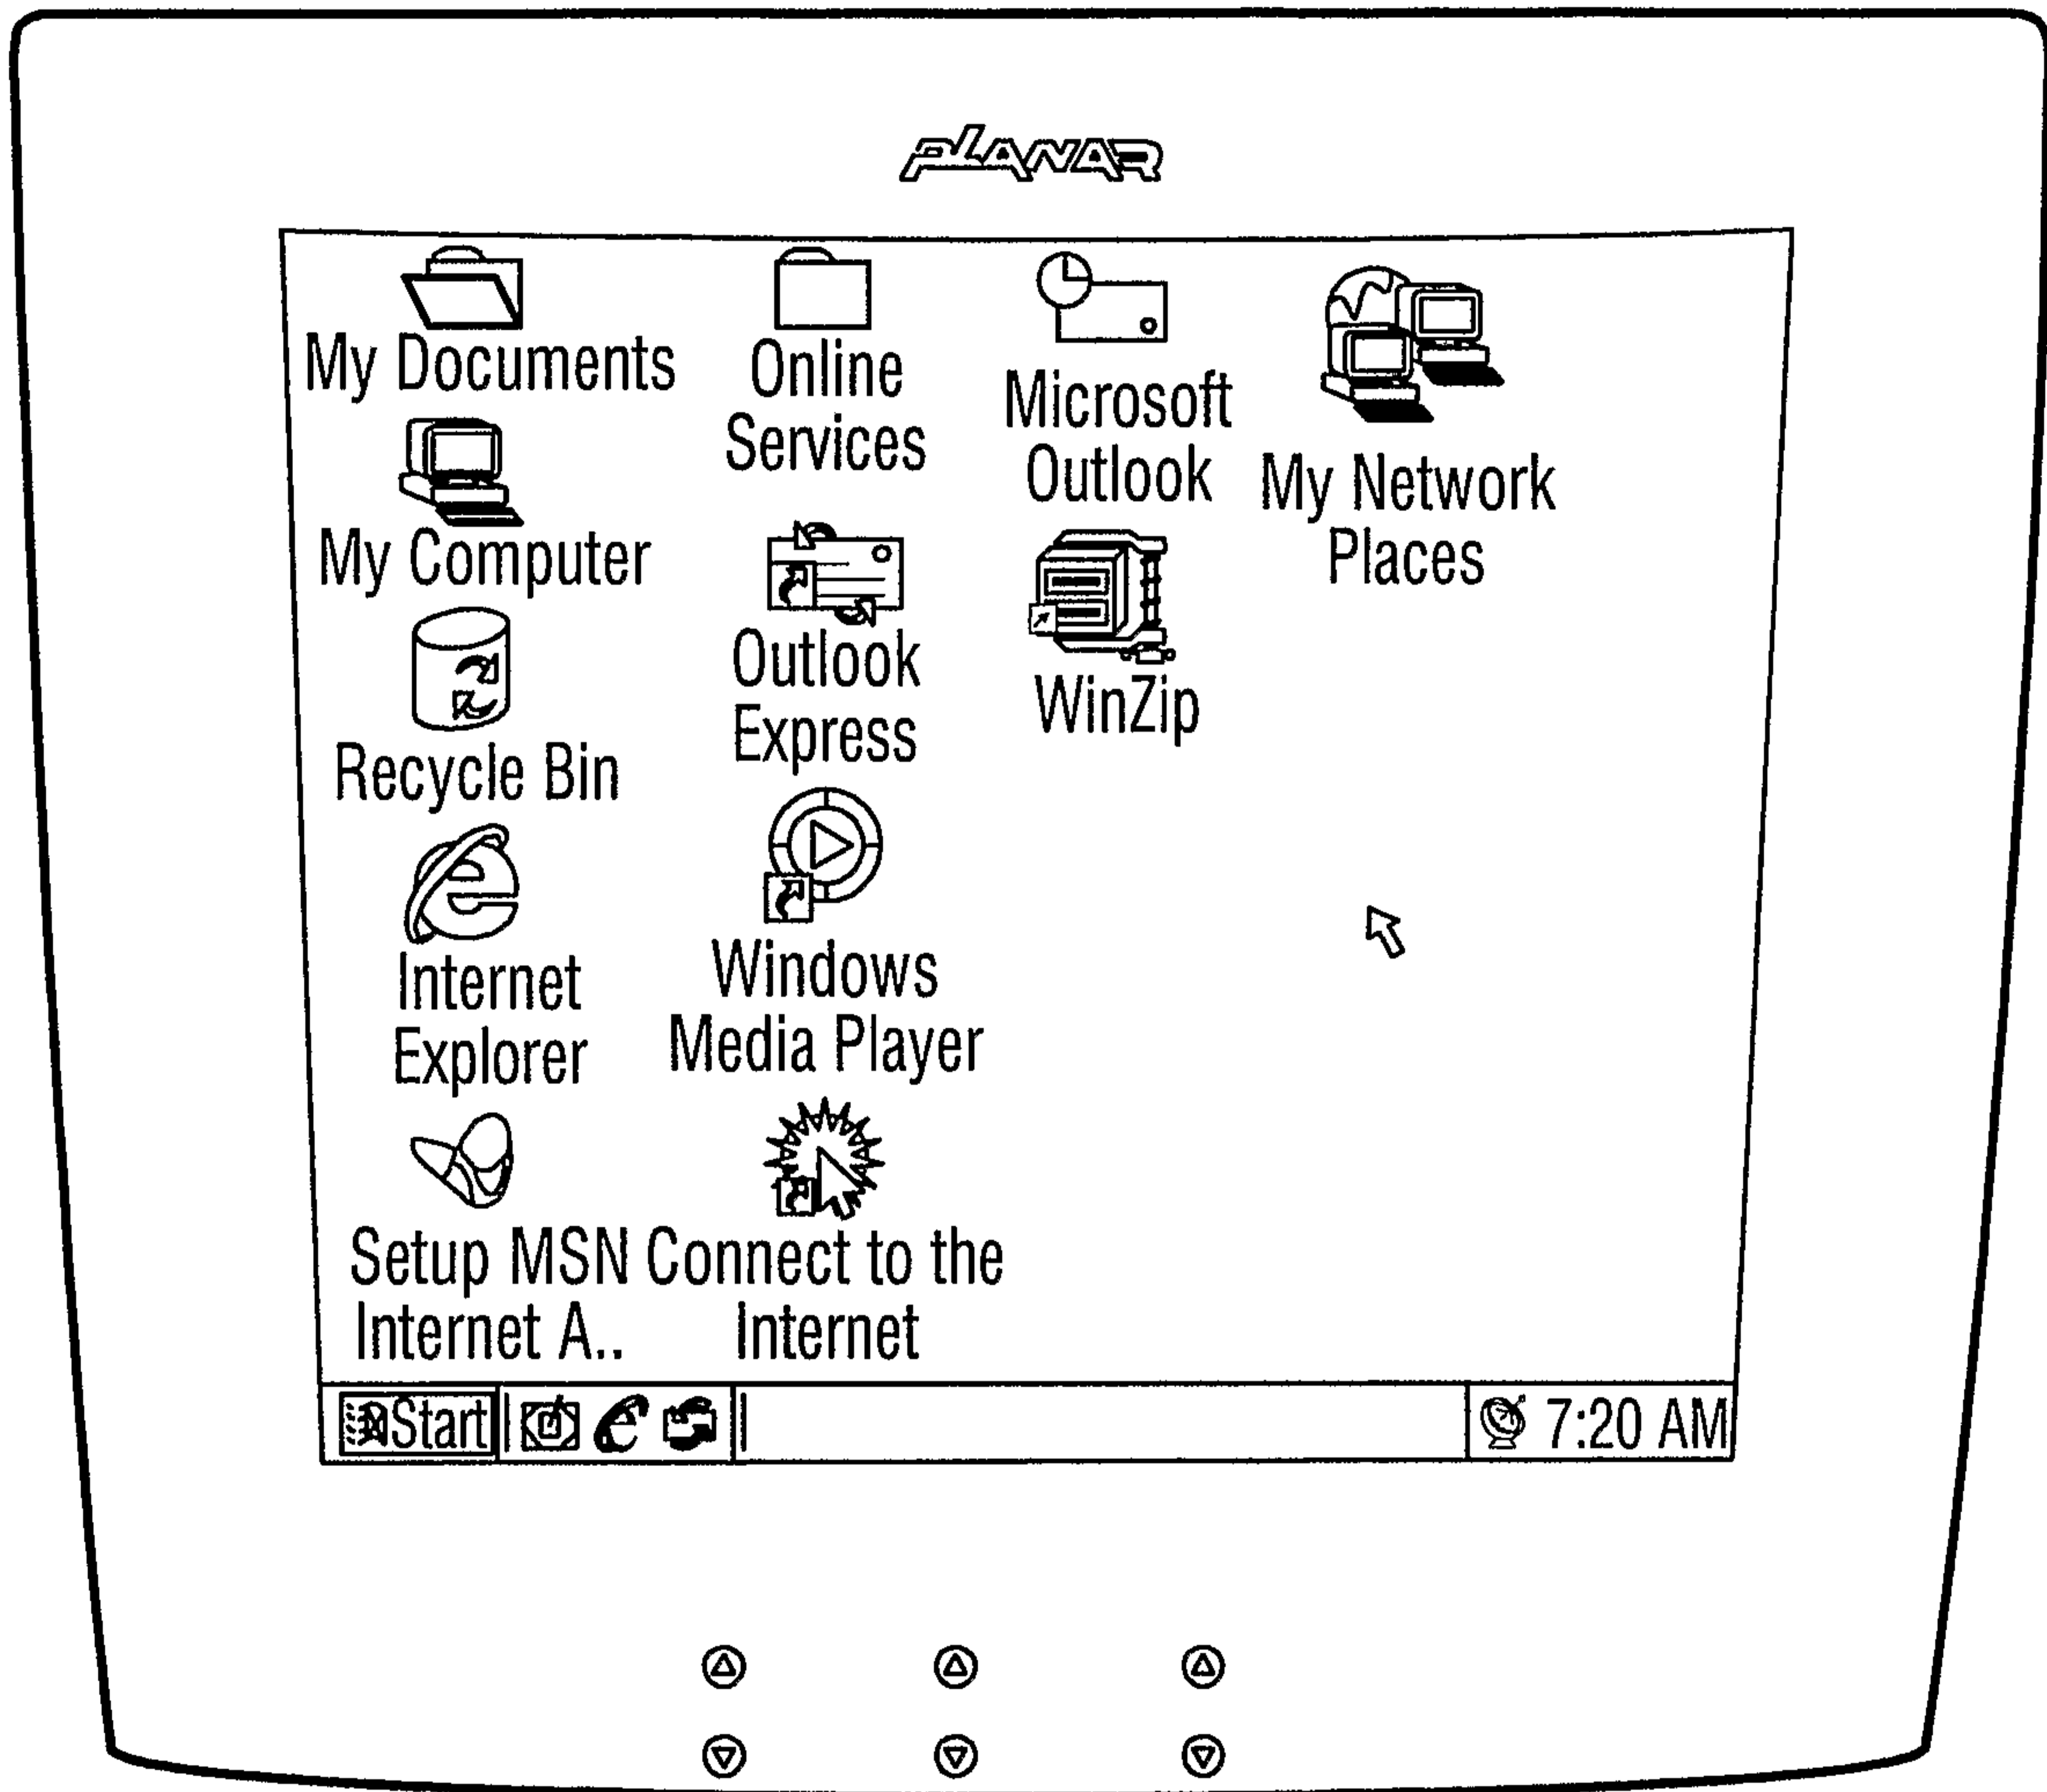 PLANAR
My Documents
My Computer
Recycle Bin
Internet
Explorer
Setup MSN
Internet A..
Online
Services
Outlook
Express
Windows
Media Player
Connect to the
Internet
Microsoft
Outlook
WinZip
My Network
Places
Start
7:20 AM